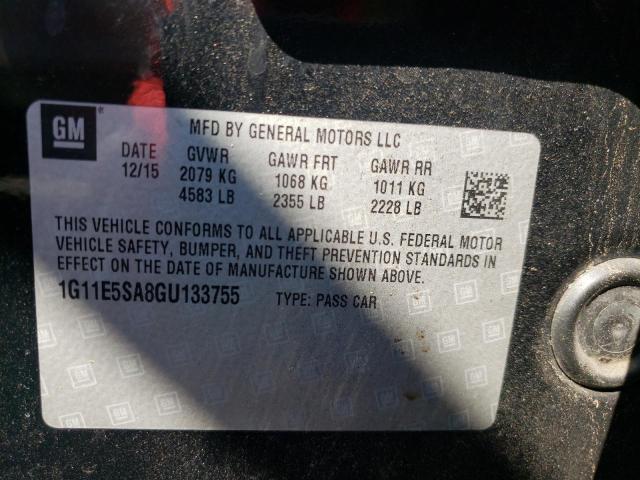 GM
MFD BY GENERAL MOTORS LLC
DATE GVWR GAWR FRT GAWR RR
12/15 2079 KG 1068 KG 1011 KG
4583 LB 2355 LB 2228 LB
THIS VEHICLE CONFORMS TO ALL APPLICABLE U.S. FEDERAL MOTOR
VEHICLE SAFETY, BUMPER, AND THEFT PREVENTION STANDARDS IN
EFFECT ON THE DATE OF MANUFACTURE SHOWN ABOVE.
1G11E5SA8GU133755 TYPE: PASS CAR